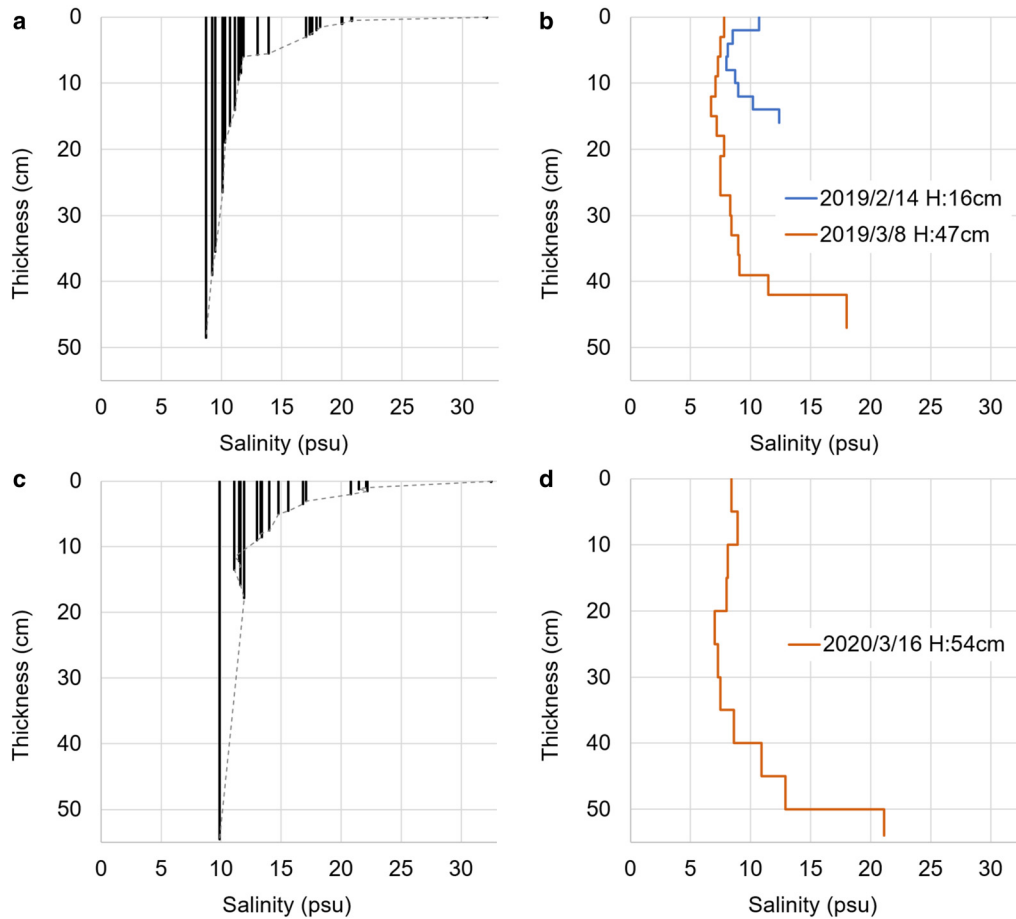 a
0
10
20
30
40
50
Thickness (cm)
0 5 10 15 20 25 30
Salinity (psu)
b
0
10
20
30
40
50
Thickness (cm)
2019/2/14 H:16cm
2019/3/8 H:47cm
0 5 10 15 20 25 30
Salinity (psu)
c
0
10
20
30
40
50
Thickness (cm)
0 5 10 15 20 25 30
Salinity (psu)
d
0
10
20
30
40
50
Thickness (cm)
2020/3/16 H:54cm
0 5 10 15 20 25 30
Salinity (psu)